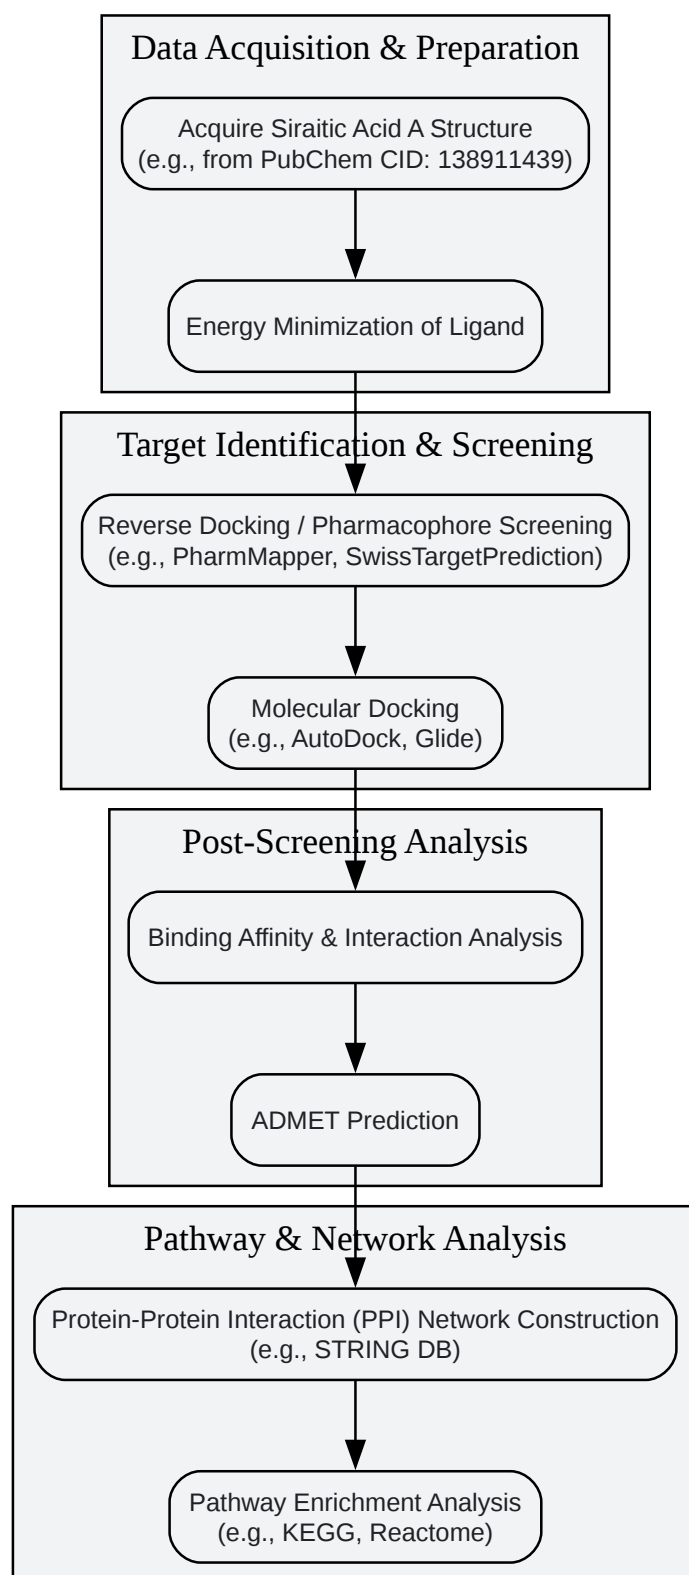 Data Acquisition & Preparation
Acquire Siraitic Acid A Structure
(e.g., from PubChem CID: 138911439)
Energy Minimization of Ligand
Target Identification & Screening
Reverse Docking / Pharmacophore Screening
(e.g., PharmMapper, SwissTargetPrediction)
Molecular Docking
(e.g., AutoDock, Glide)
Post-Screening Analysis
Binding Affinity & Interaction Analysis
ADMET Prediction
Pathway & Network Analysis
Protein-Protein Interaction (PPI) Network Construction
(e.g., STRING DB)
Pathway Enrichment Analysis
(e.g., KEGG, Reactome)